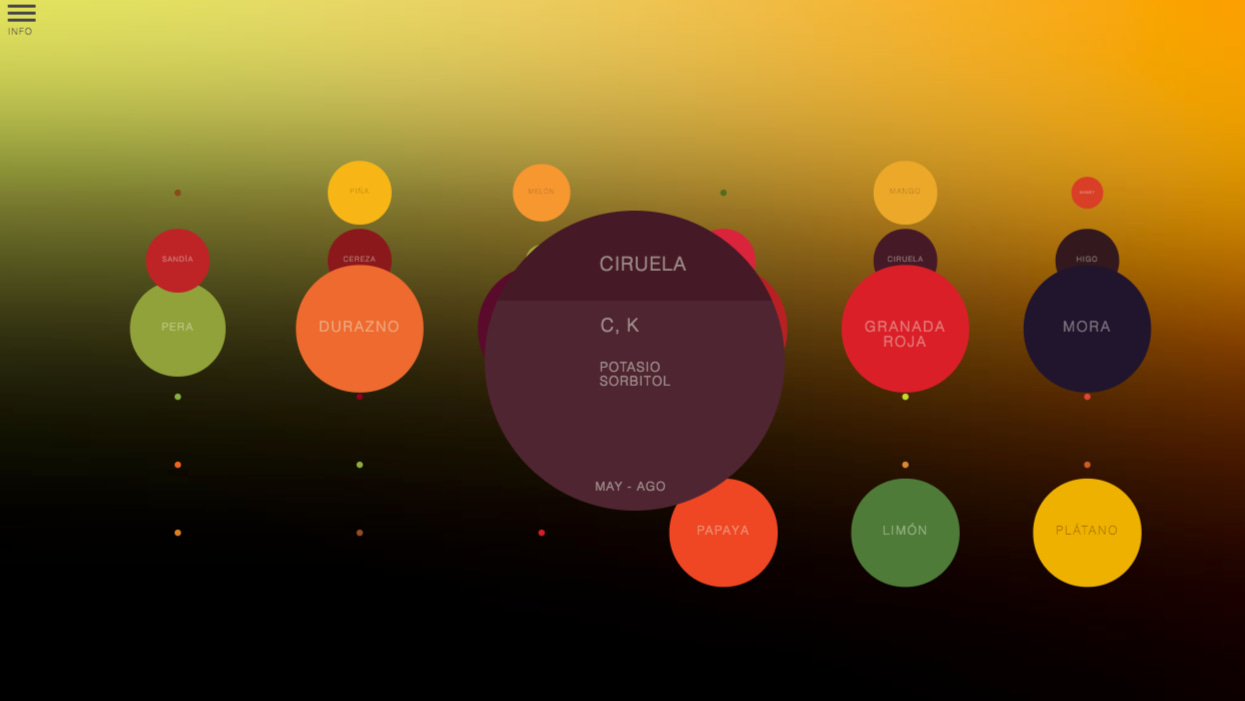 INFO
PIÑA
MELÓN
MANGO
SANDÍA
CEREZA
CIRUELA
CIRUELA
HIGO
PERA
DURAZNO
C, K
GRANADA
ROJA
MORA
POTASIO
SORBITOL
MAY - AGO
PAPAYA
LIMÓN
PLÁTANO